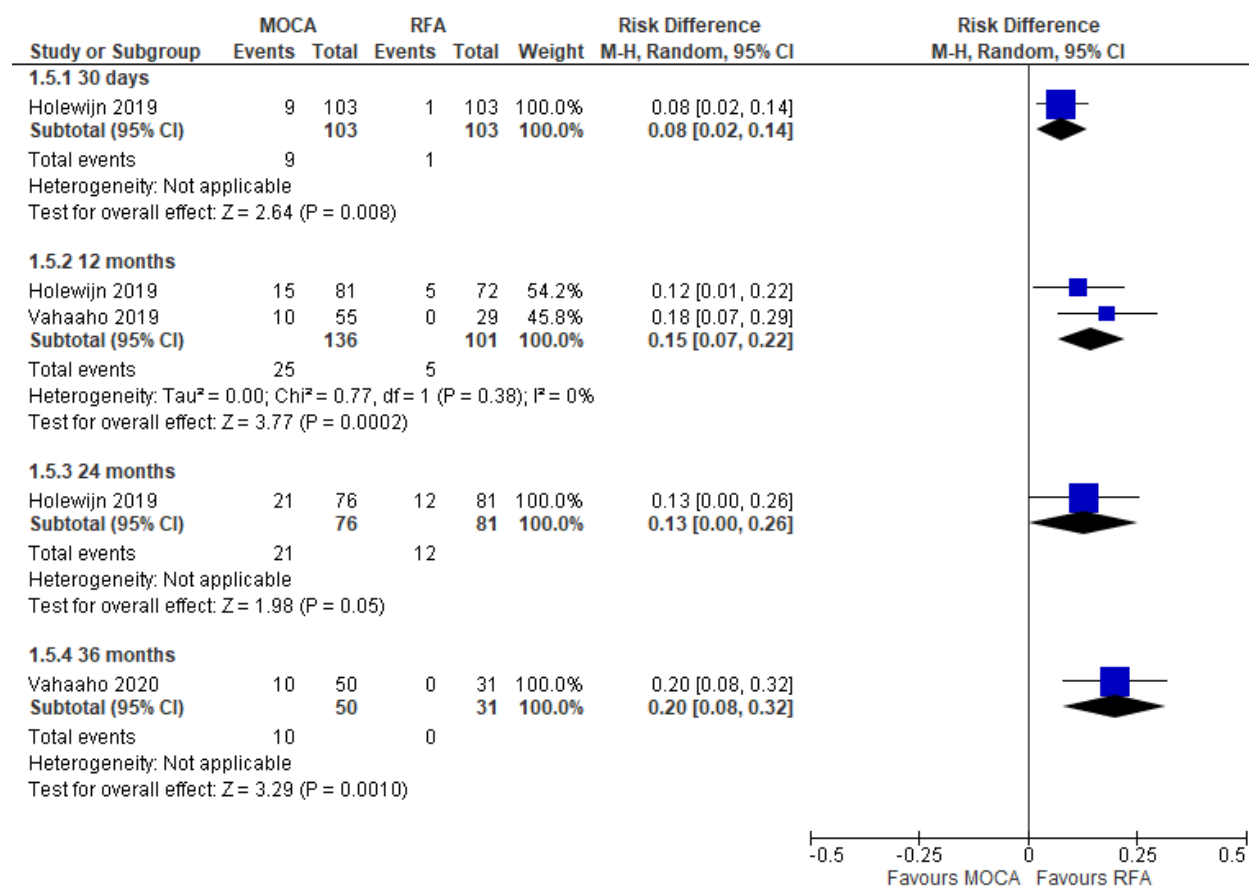 MOCA RFA Risk Difference Risk Difference
Study or Subgroup Events Total Events Total Weight M-H, Random, 95% CI M-H, Random, 95% CI
1.5.1 30 days
Holewijn 2019 9 103 1 103 100.0% 0.08 [0.02, 0.14]
Subtotal (95% CI) 103 103 100.0% 0.08 [0.02, 0.14]
Total events 9 1
Heterogeneity: Not applicable
Test for overall effect: Z = 2.64 (P = 0.008)
1.5.2 12 months
Holewijn 2019 15 81 5 72 54.2% 0.12 [0.01, 0.22]
Vahaaho 2019 10 55 0 29 45.8% 0.18 [0.07, 0.29]
Subtotal (95% CI) 136 101 100.0% 0.15 [0.07, 0.22]
Total events 25 5
Heterogeneity: Tau² = 0.00; Chi² = 0.77, df = 1 (P = 0.38); I² = 0%
Test for overall effect: Z = 3.77 (P = 0.0002)
1.5.3 24 months
Holewijn 2019 21 76 12 81 100.0% 0.13 [0.00, 0.26]
Subtotal (95% CI) 76 81 100.0% 0.13 [0.00, 0.26]
Total events 21 12
Heterogeneity: Not applicable
Test for overall effect: Z = 1.98 (P = 0.05)
1.5.4 36 months
Vahaaho 2020 10 50 0 31 100.0% 0.20 [0.08, 0.32]
Subtotal (95% CI) 50 31 100.0% 0.20 [0.08, 0.32]
Total events 10 0
Heterogeneity: Not applicable
Test for overall effect: Z = 3.29 (P = 0.0010)
-0.5 -0.25 0 0.25 0.5
Favours MOCA Favours RFA